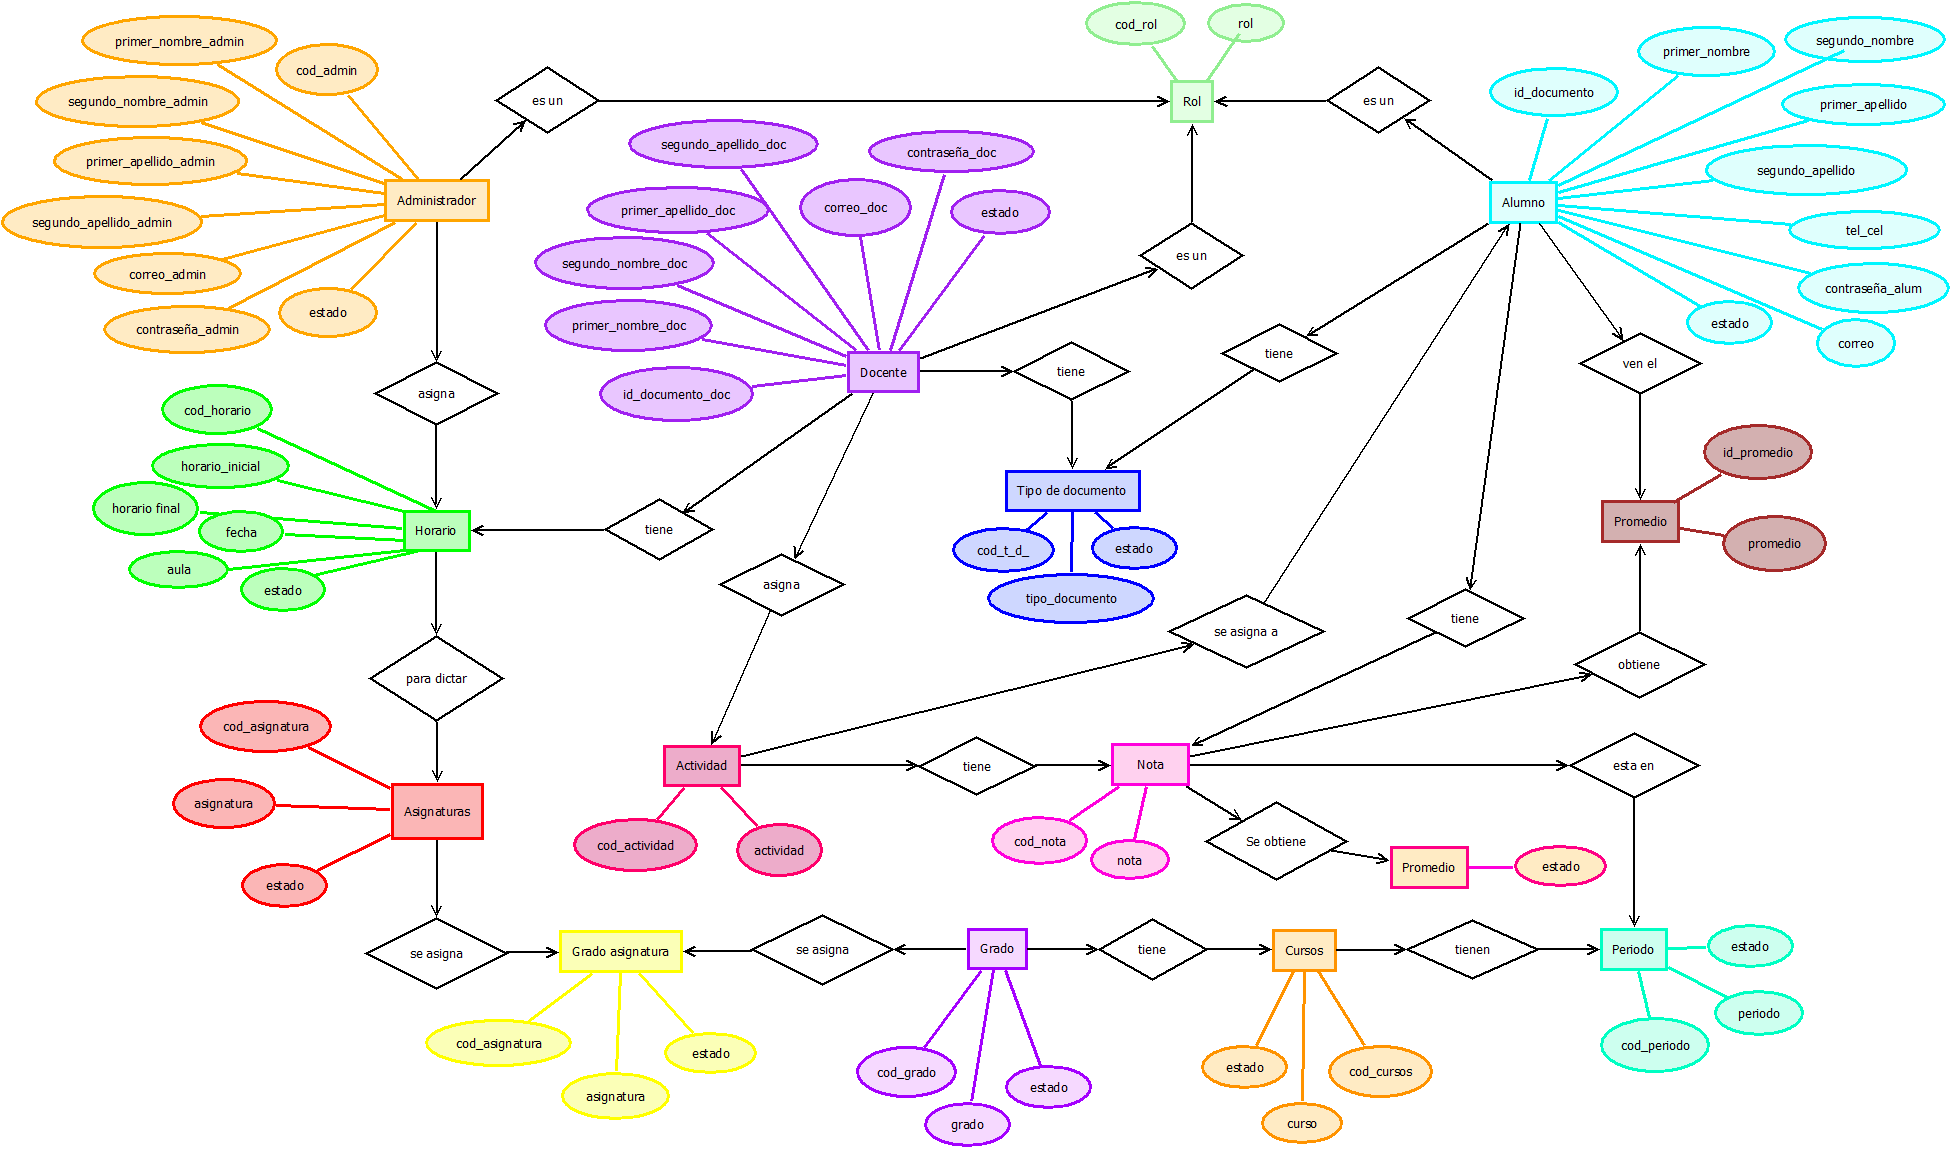 cod_rol
rol
primer_nombre_admin
cod_admin
segundo_nombre_admin
primer_apellido_admin
segundo_apellido_admin
correo_admin
contraseña_admin
estado
Administrador
es un
Rol
es un
es un
primer_nombre
segundo_nombre
id_documento
primer_apellido
segundo_apellido
tel_cel
contraseña_alum
estado
correo
Alumno
segundo_apellido_doc
contraseña_doc
primer_apellido_doc
correo_doc
estado
segundo_nombre_doc
primer_nombre_doc
id_documento_doc
Docente
tiene
tiene
ven el
asigna
cod_horario
horario_inicial
horario final
fecha
aula
estado
Horario
tiene
asigna
Tipo de documento
cod_t_d_
estado
tipo_documento
id_promedio
Promedio
promedio
se asigna a
tiene
obtiene
para dictar
cod_asignatura
asignatura
estado
Asignaturas
Actividad
cod_actividad
actividad
tiene
Nota
cod_nota
nota
esta en
Se obtiene
Promedio
estado
se asigna
Grado asignatura
se asigna
Grado
tiene
Cursos
tienen
Periodo
estado
periodo
cod_periodo
cod_asignatura
estado
asignatura
cod_grado
estado
grado
estado
cod_cursos
curso